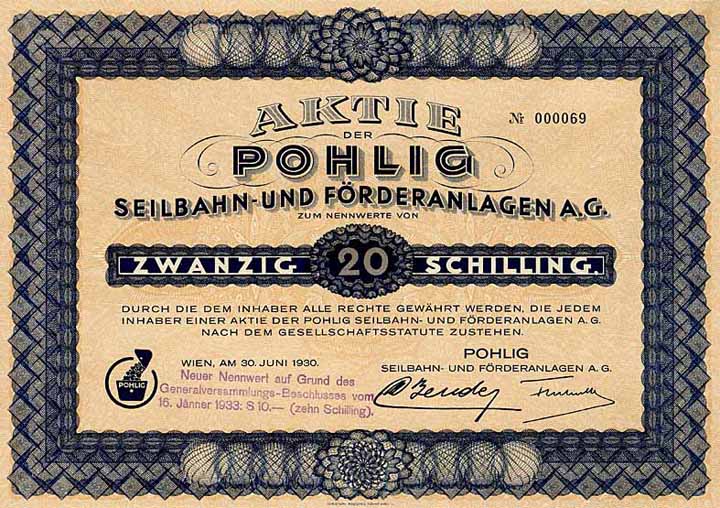 AKTIE
№ 000069
DER
POHLIG
SEILBAHN-UND FÖRDERANLAGEN A.G.
ZUM NENNWERTE VON
ZWANZIG 20 SCHILLING.
DURCH DIE DEM INHABER ALLE RECHTE GEWÄHRT WERDEN, DIE JEDEM
INHABER EINER AKTIE DER POHLIG SEILBAHN- UND FÖRDERANLAGEN A.G.
NACH DEM GESELLSCHAFTSSTATUTE ZUSTEHEN.
WIEN, AM 30. JUNI 1930.
POHLIG
SEILBAHN- UND FÖRDERANLAGEN A.G.
POHLIG
Neuer Nennwert auf Grund des
Generalversammlungs-Beschlusses vom
16. Jänner 1933: S 10.— (zehn Schilling).